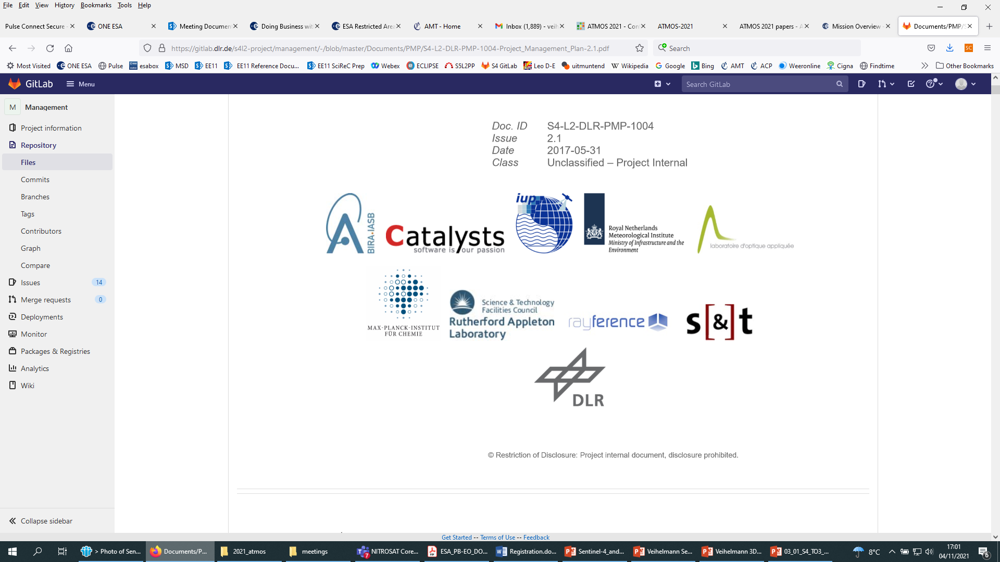 File Edit View History Bookmarks Tools Help
Pulse Connect Secure - ONE ESA Meeting Documen Doing Business wit ESA Restricted Area AMT - Home Inbox (1,889) - veih ATMOS 2021 - Con ATMOS-2021 ATMOS 2021 papers - A Mission Overview - Documents/PMP/S
https://gitlab.dlr.de/s4l2-project/management/-/blob/master/Documents/PMP/S4-L2-DLR-PMP-1004-Project_Management_Plan-2.1.pdf Search SC
Most Visited ONE ESA Pulse esabox MSD EE11 EE11 Reference Docu... EE11 SciReC Prep Webex ECLIPSE S5L2PP S4 GitLab Leo D-E uitmuntend Wikipedia Google Bing AMT ACP Weeronline Cigna Findtime Other Bookmarks
GitLab Menu Search GitLab
M Management
Project information
Repository
Files
Commits
Branches
Tags
Contributors
Graph
Compare
Issues 14
Merge requests 0
Deployments
Monitor
Packages & Registries
Analytics
Wiki
Collapse sidebar
Doc. ID S4-L2-DLR-PMP-1004
Issue 2.1
Date 2017-05-31
Class Unclassified – Project Internal
BIRA·IASB
Catalysts
software is your passion
iup
Royal Netherlands
Meteorological Institute
Ministry of Infrastructure and the
Environment
laboratoire d'optique appliquée
MAX-PLANCK-INSTITUT
FÜR CHEMIE
Science & Technology
Facilities Council
Rutherford Appleton
Laboratory
rayference
s[&]t
DLR
© Restriction of Disclosure: Project internal document, disclosure prohibited.
Get Started -- Terms of Use -- Feedback
> Photo of Sen... Documents/P... 2021_atmos meetings 7 NITROSAT Core... ESA_PB-EO_DO... Registration.do... Sentinel-4_and... Veihelmann Se... Veihelmann 3D... 03_01_S4_TO3_... 8°C 17:01
04/11/2021 6